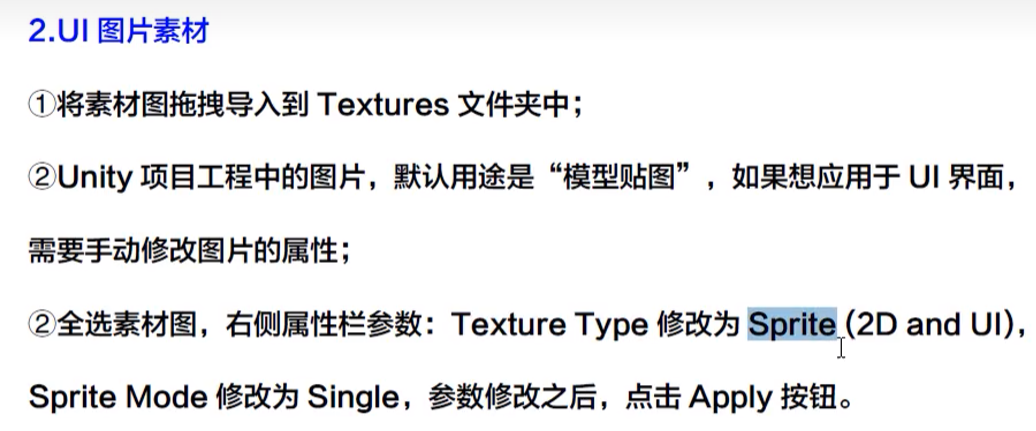 2.UI 图片素材
①将素材图拖拽导入到 Textures 文件夹中；
②Unity 项目工程中的图片，默认用途是“模型贴图”，如果想应用于 UI 界面，
需要手动修改图片的属性；
②全选素材图，右侧属性栏参数：Texture Type 修改为 Sprite (2D and UI)，
Sprite Mode 修改为 Single，参数修改之后，点击 Apply 按钮。